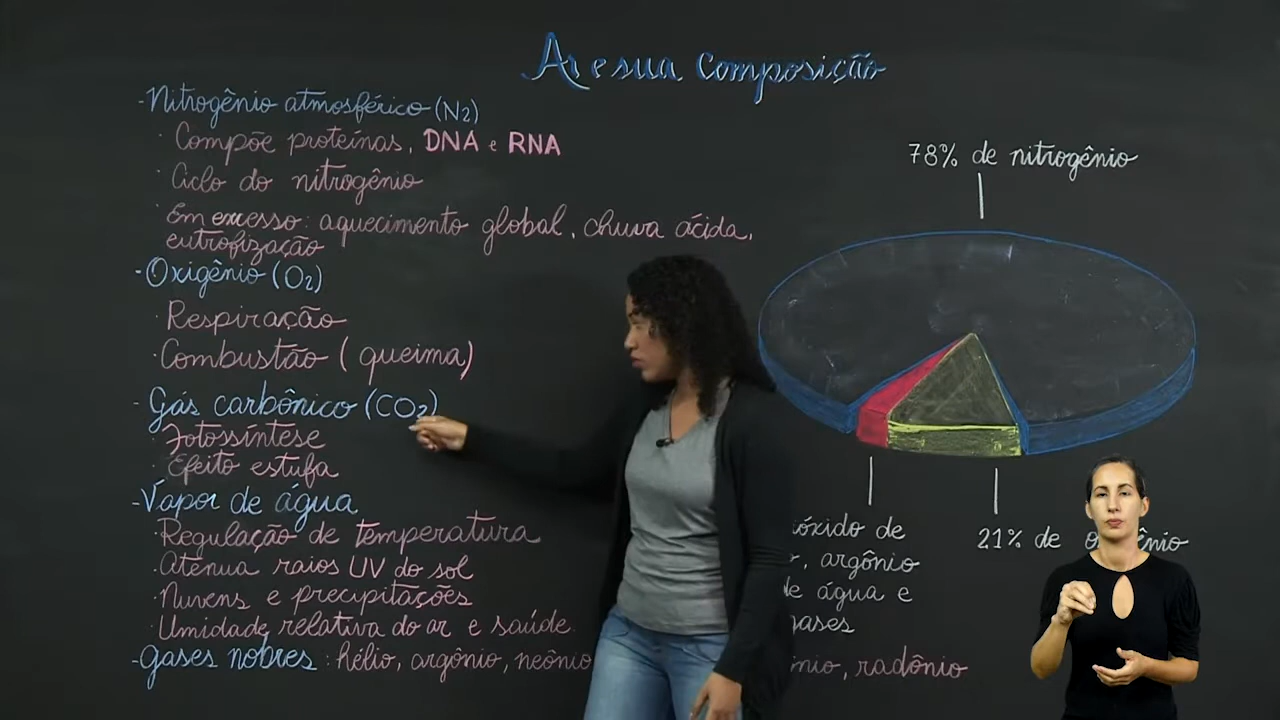 Ar e sua Composição
-Nitrogênio atmosférico (N2)
· Compõe proteínas, DNA e RNA
· Ciclo do nitrogênio
· Em excesso: aquecimento global, chuva ácida,
eutrofização
-Oxigênio (O2)
· Respiração
· Combustão (queima)
- Gás carbônico (CO2)
· Fotossíntese
· Efeito estufa
-Vapor de água
· Regulação de temperatura
· Atenua raios UV do sol
· Nuvens e precipitações
· Umidade relativa do ar e saúde
-Gases nobres: hélio, argônio, neônio radônio
78% de nitrogênio
21% de
de
, argônio
de água e
gases